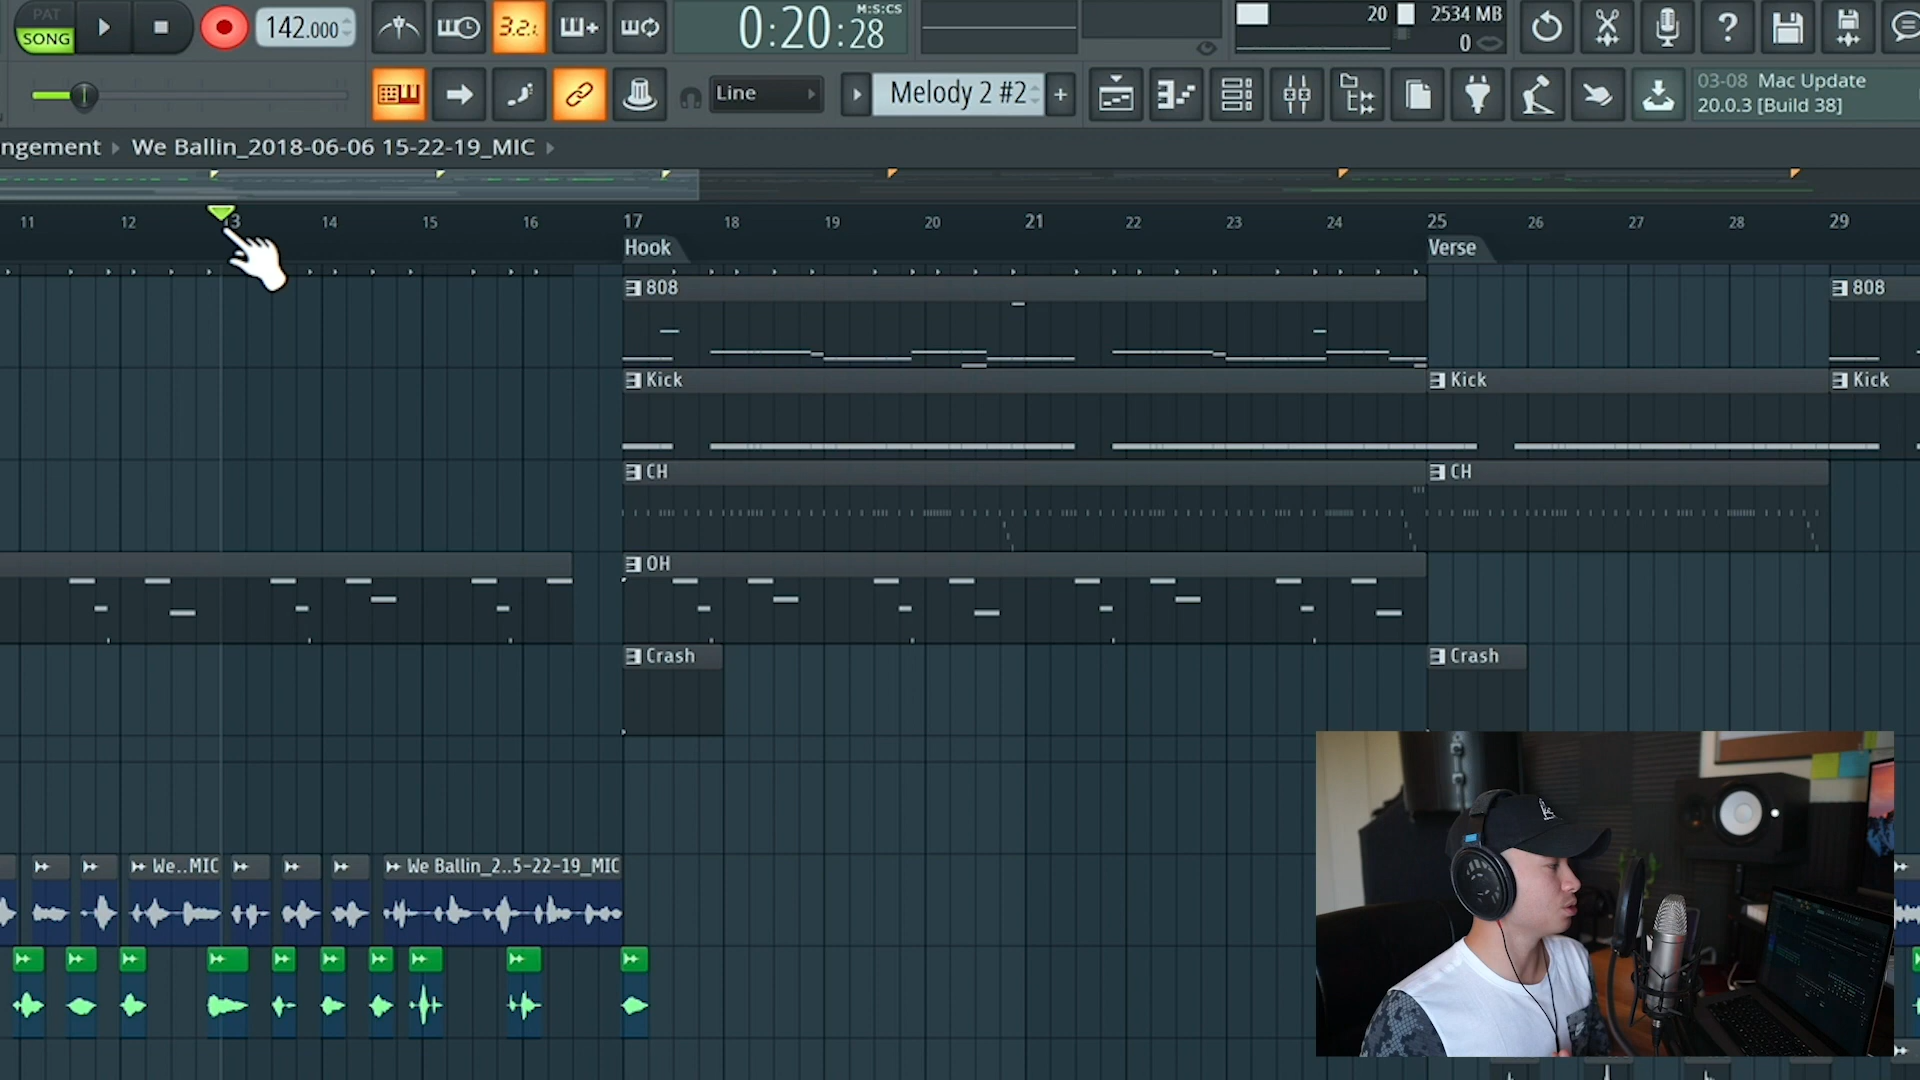 PAT
SONG
142.000
3.2.
0:20:28
M:S:CS
20
2534 MB
0
Line
Melody 2 #2
+
?
03-08 Mac Update
20.0.3 [Build 38]
ngement
We Ballin_2018-06-06 15-22-19_MIC
11 12 13 14 15 16 17 18 19 20 21 22 23 24 25 26 27 28 29
Hook
Verse
808
808
Kick
Kick
Kick
CH
CH
OH
Crash
Crash
We..MIC
We Ballin_2..5-22-19_MIC